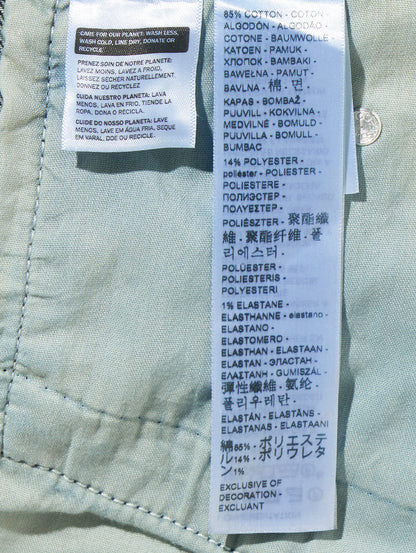 CARE FOR OUR PLANET: WASH LESS,
WASH COLD, LINE DRY, DONATE OR
RECYCLE.
PRENEZ SOIN DE NOTRE PLANETE:
LAVEZ MOINS, LAVEZ A FROID,
LAISSEZ SECHER NATURELLEMENT,
DONNEZ OU RECYCLEZ
CUIDA NUESTRO PLANETA: LAVA
MENOS, LAVA EN FRIO, TIENDE LA
ROPA, DONA O RECICLA.
CUIDE DO NOSSO PLANETA: LAVE
MENOS, LAVE EM ÁGUA FRIA, SEQUE
EM VARAL, DOE OU RECICLE.
85% COTTON - COTON -
ALGODÓN - ALGODÃO -
COTONE - BAUMWOLLE -
KATOEN - PAMUK -
ХЛОПОК - BAMBAKI -
BAWEŁNA - PAMUT -
BAVLNA - 棉 - 면 -
KAPAS - BOMBAŽ -
PUUVILL - KOKVILNA -
MEDVILNĖ - BOMULD -
PUUVILLA - BOMULL -
BUMBAC
14% POLYESTER -
poliéster - POLIESTER -
POLIESTERE -
ПОЛИЭСТЕР -
ΠΟΛΥΕΣΤΕΡ -
POLIÉSZTER - 聚酯纖
維 - 聚酯纤维 - 폴
리에스터 -
POLÜESTER -
POLIESTERIS -
POLYESTERI
1% ELASTANE -
ELASTHANNE - elastano -
ELASTANO -
ELASTOMERO -
ELASTHAN - ELASTAAN -
ELASTAN - ЭЛАСТАН -
ΕΛΑΣΤΑΝΗ - GUMISZÁL -
彈性纖維 - 氨纶 -
폴리우레탄 -
ELASTÁN - ELASTĀNS -
ELASTANAS - ELASTAANI
綿85% - ポリエステ
ル14% - ポリウレタ
ン1%
EXCLUSIVE OF
DECORATION -
EXCLUANT